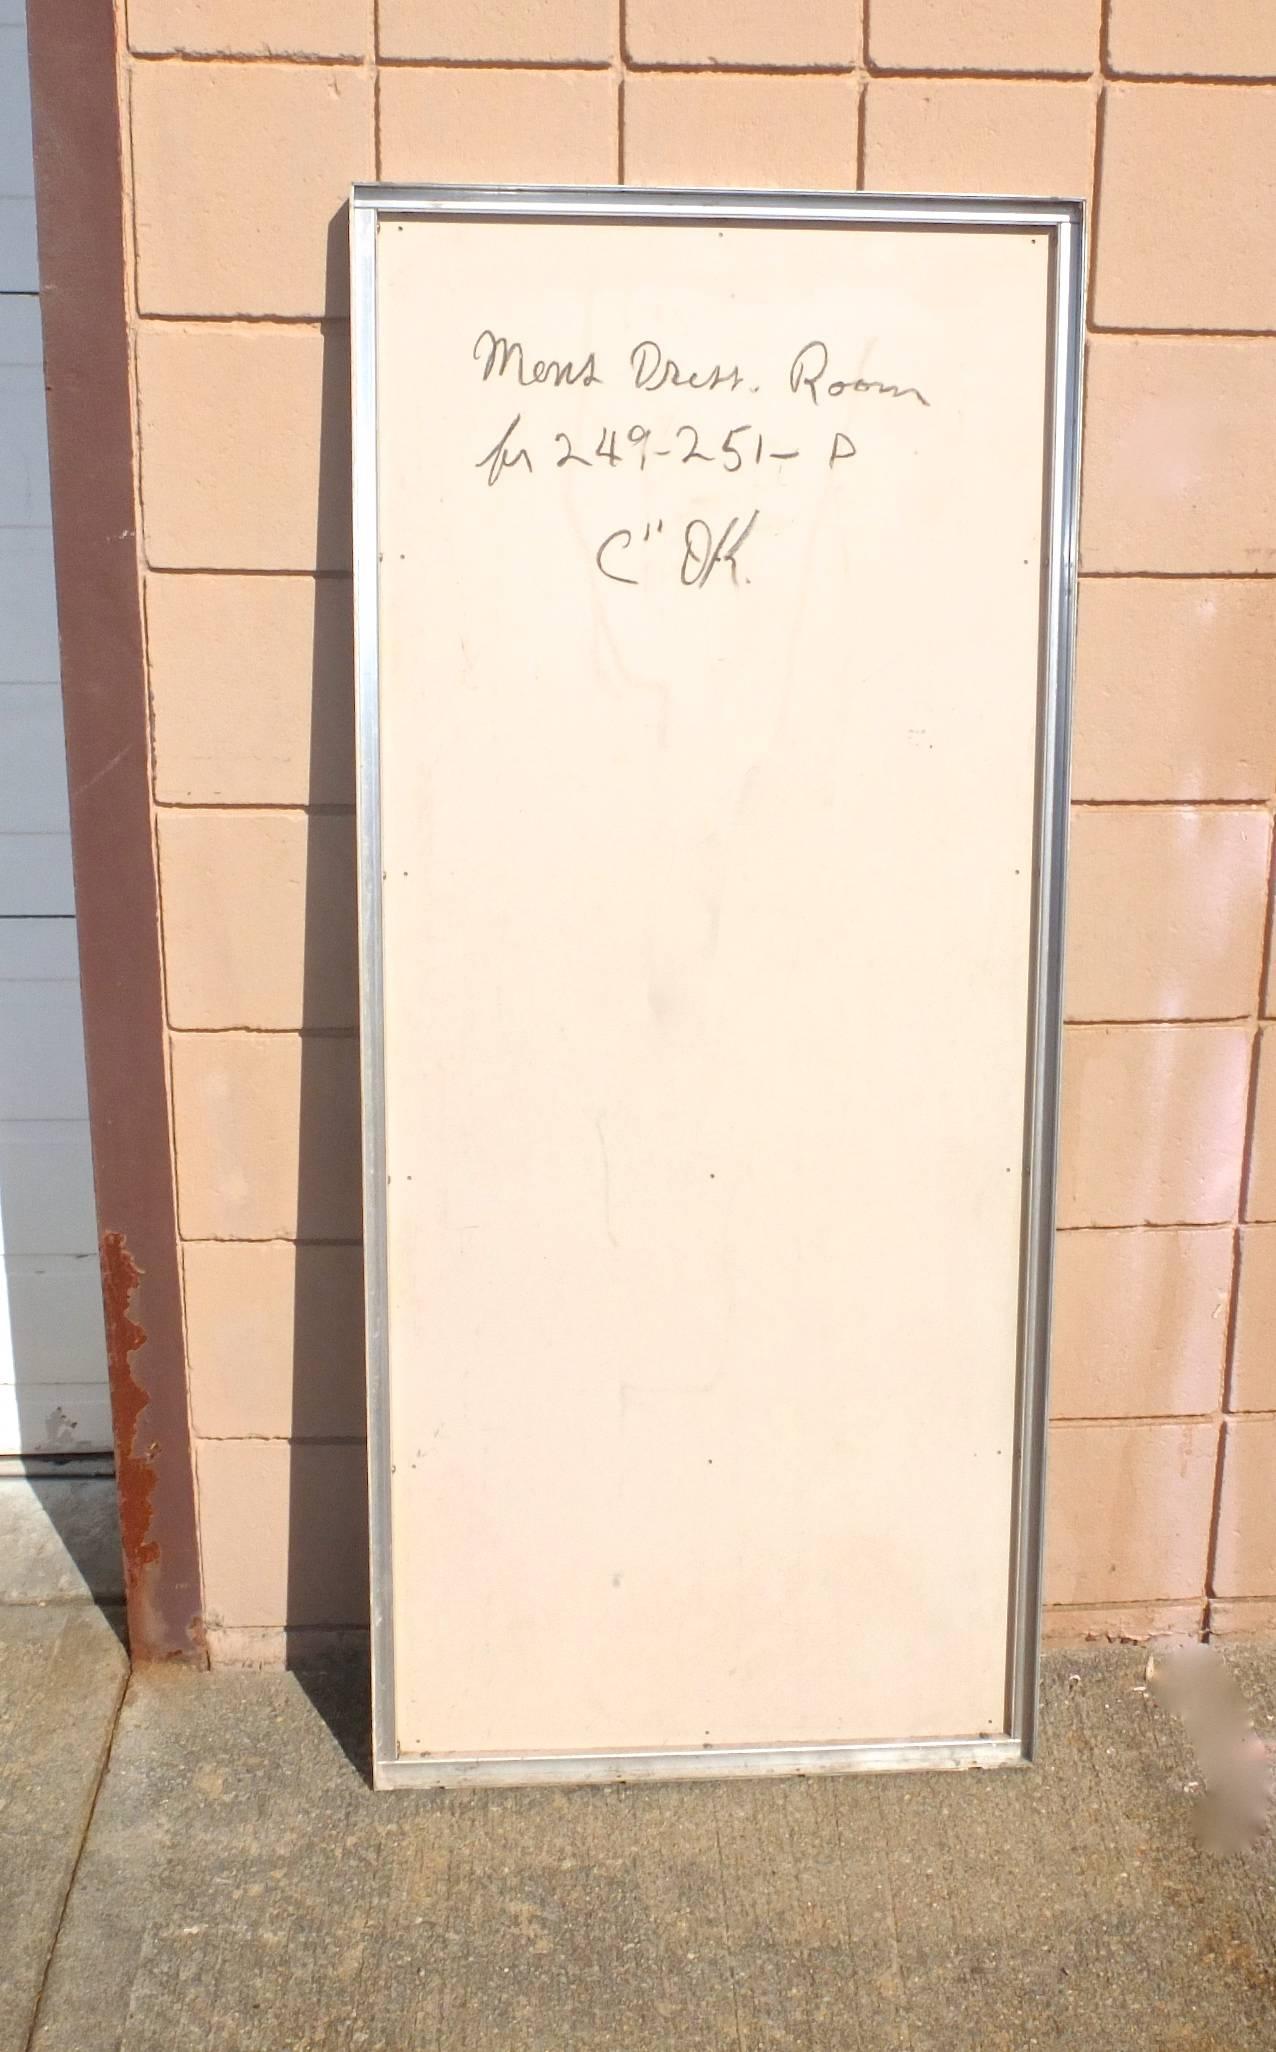 Mens Dress. Room
for 249-251- D
C" OK.